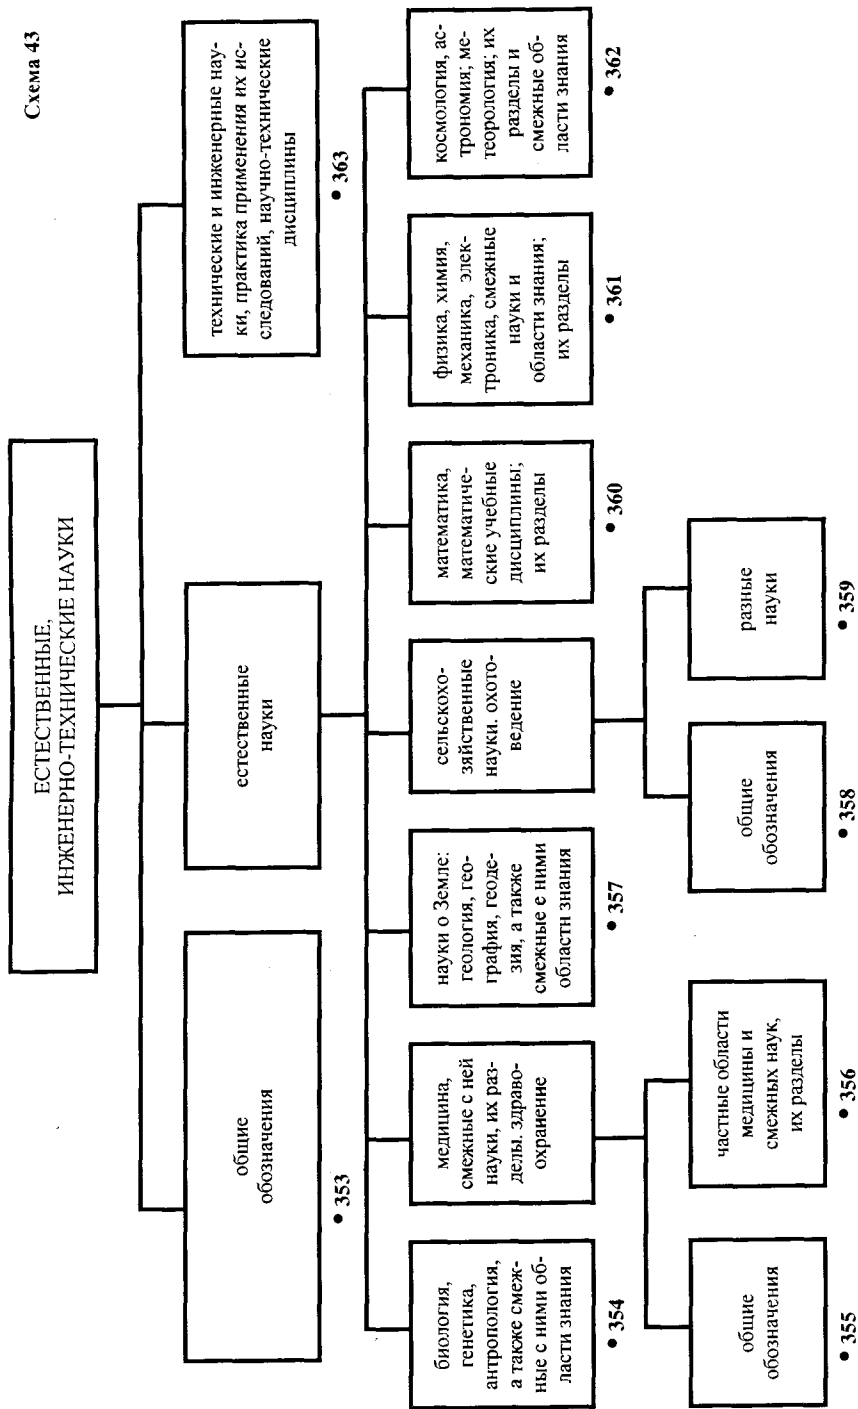 Схема 43
ЕСТЕСТВЕННЫЕ,
ИНЖЕНЕРНО-ТЕХНИЧЕСКИЕ НАУКИ
общие
обозначения
• 353
естественные
науки
технические и инженерные нау-
ки, практика применения их ис-
следований, научно-технические
дисциплины
• 363
биология,
генетика,
антропология,
а также смеж-
ные с ними об-
ласти знания
• 354
медицина,
смежные с ней
науки, их раз-
делы. здраво-
охранение
науки о Земле:
геология, гео-
графия, геоде-
зия, а также
смежные е ними
области знания
• 357
сельскохо-
зяйственные
науки. охото-
ведение
математика,
математиче-
ские учебные
дисциплины;
их разделы
• 360
физика, химия,
механика, элек-
троника, смежные
науки и
области знания;
их разделы
• 361
космология, ас-
трономия; ме-
теорология; их
разделы и
смежные об-
ласти знания
• 362
общие
обозначения
• 355
частные области
медицины и
смежных наук,
их разделы
• 356
общие
обозначения
• 358
разные
науки
• 359